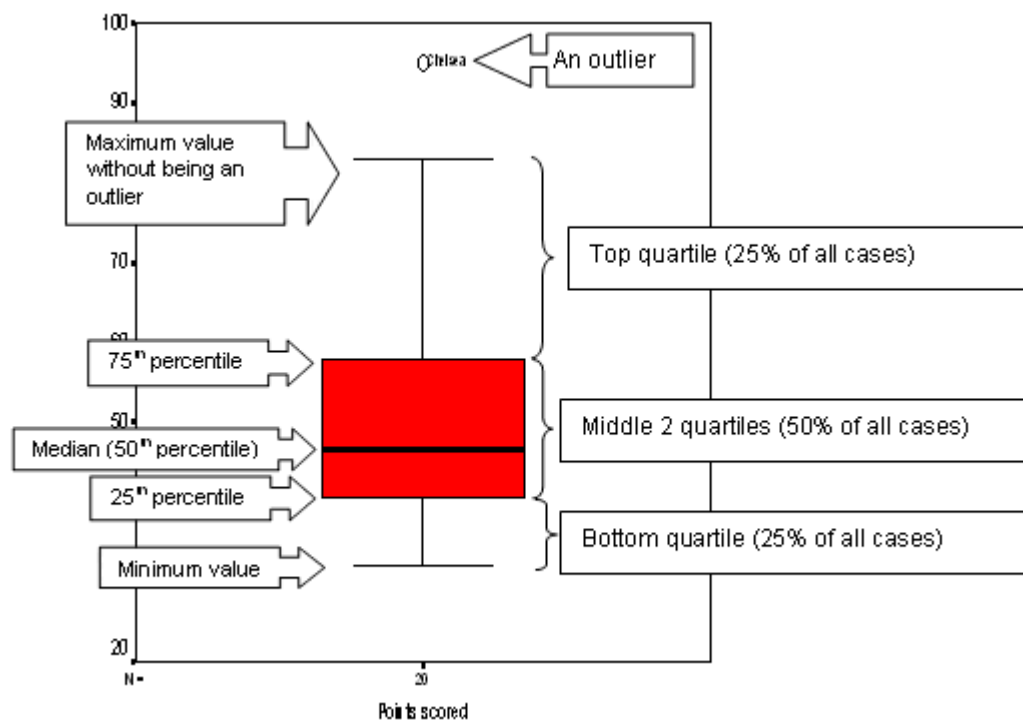 100
Chelsea
An outlier
90
Maximum value
without being an
outlier
Top quartile (25% of all cases)
70
75th percentile
50
Middle 2 quartiles (50% of all cases)
Median (50th percentile)
25th percentile
Bottom quartile (25% of all cases)
Minimum value
20
N =
20
Points scored